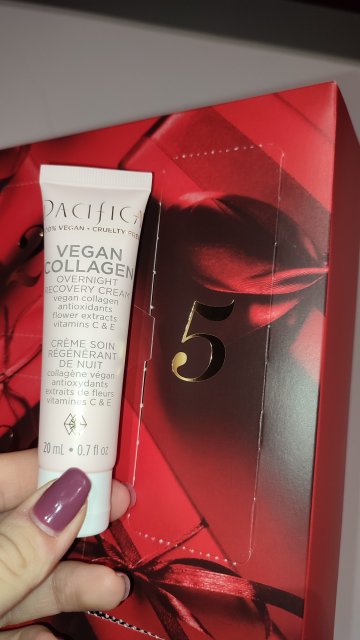 PACIFICA
100% VEGAN • CRUELTY FREE
VEGAN
COLLAGEN
OVERNIGHT
RECOVERY CREAM
vegan collagen
antioxidants
flower extracts
vitamins C & E
CRÈME SOIN
RÉGÉNÉRANT
DE NUIT
collagène végan
antioxydants
extraits de fleurs
vitamines C & E
20 mL • 0.7 fl oz
5